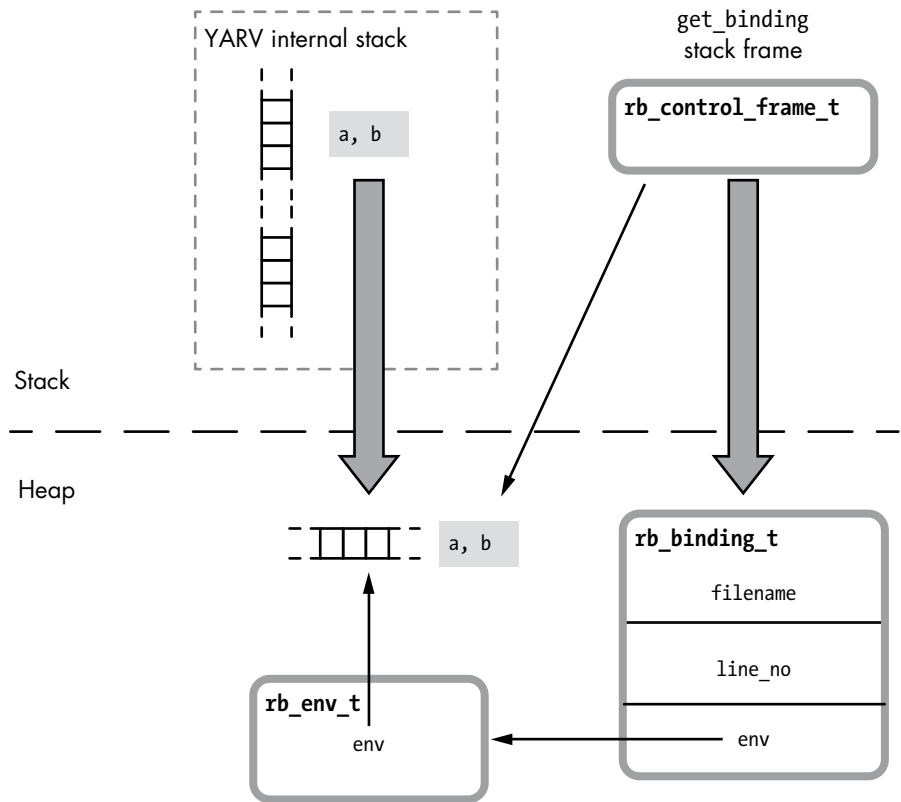 YARV internal stack
a, b
get_binding
stack frame
rb_control_frame_t
Stack
Heap
a, b
rb_binding_t
filename
line_no
env
rb_env_t
env